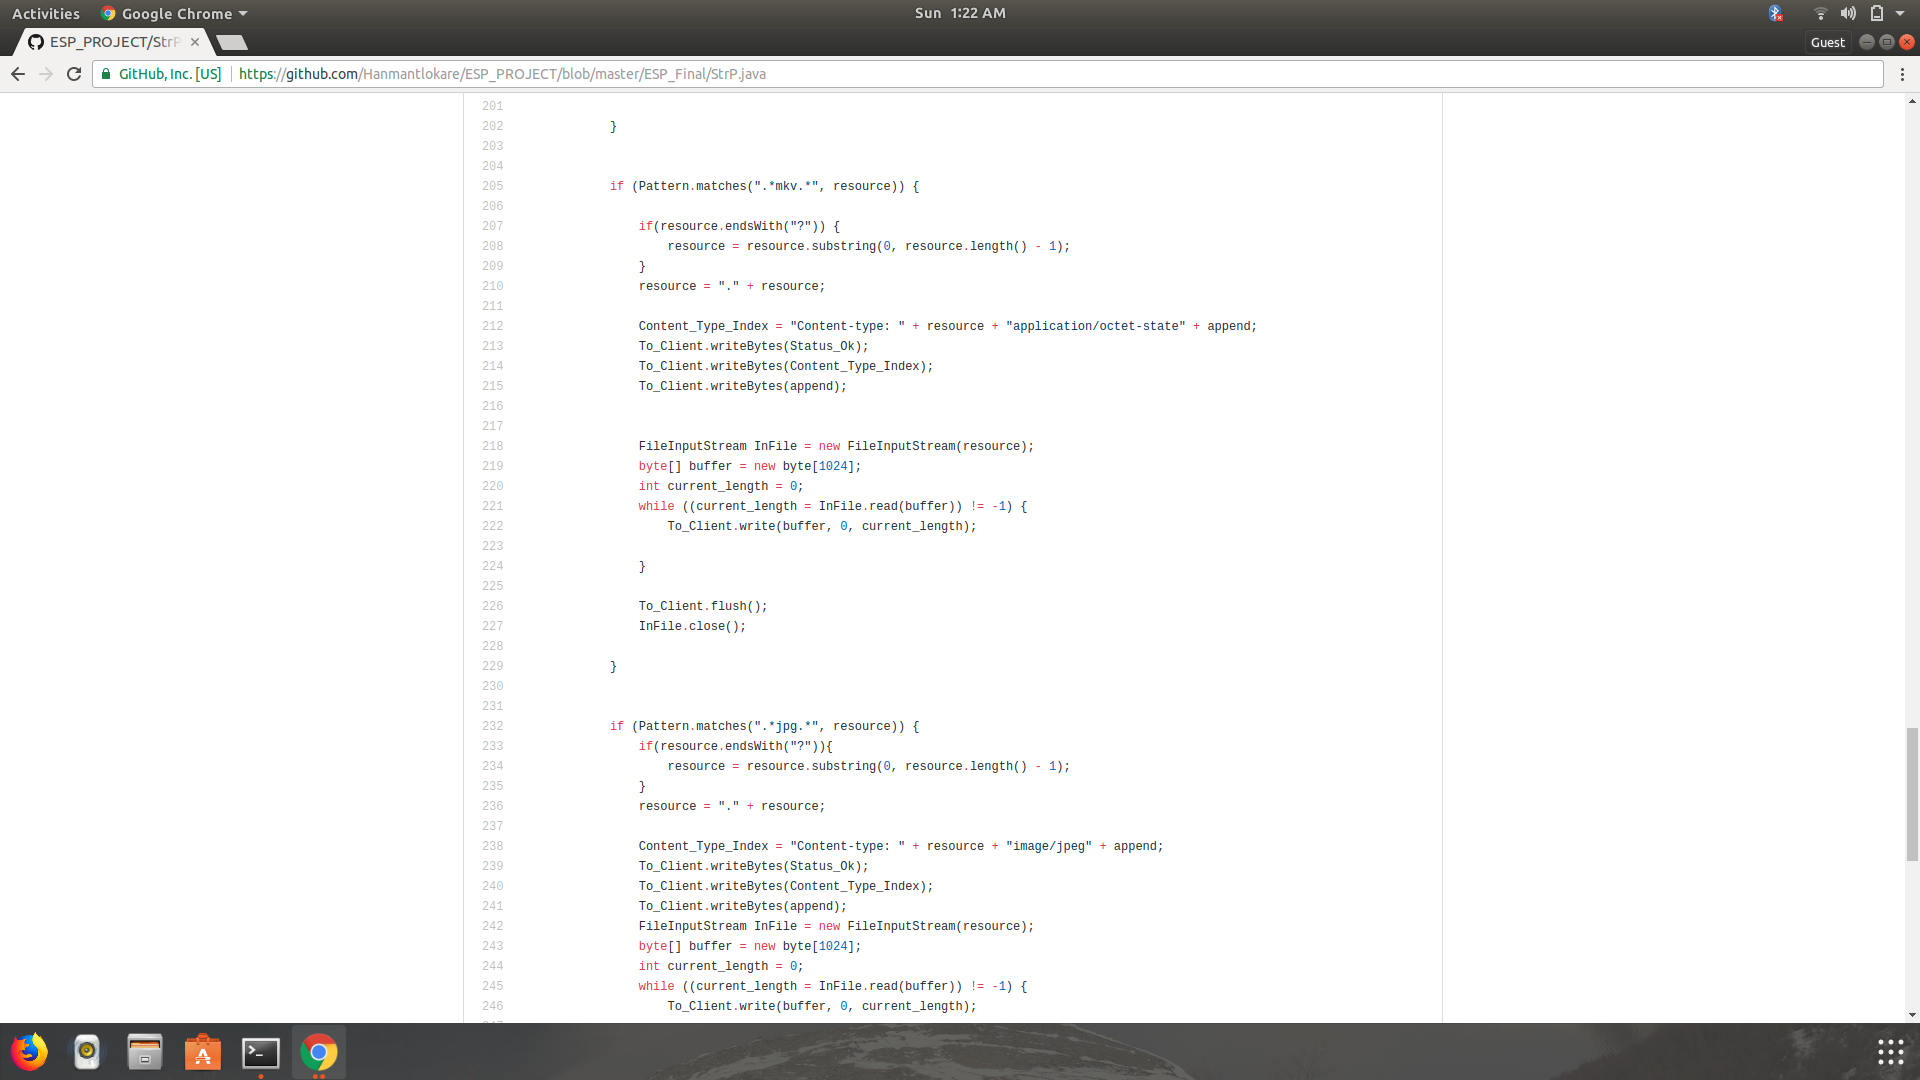 Activities Google Chrome Sun 1:22 AM
ESP_PROJECT/StrP Guest
GitHub, Inc. [US] https://github.com/Hanmantlokare/ESP_PROJECT/blob/master/ESP_Final/StrP.java
201
202 }
203
204
205 if (Pattern.matches(".*mkv.*", resource)) {
206
207 if(resource.endsWith("?")) {
208 resource = resource.substring(0, resource.length() - 1);
209 }
210 resource = "." + resource;
211
212 Content_Type_Index = "Content-type: " + resource + "application/octet-state" + append;
213 To_Client.writeBytes(Status_Ok);
214 To_Client.writeBytes(Content_Type_Index);
215 To_Client.writeBytes(append);
216
217
218 FileInputStream InFile = new FileInputStream(resource);
219 byte[] buffer = new byte[1024];
220 int current_length = 0;
221 while ((current_length = InFile.read(buffer)) != -1) {
222 To_Client.write(buffer, 0, current_length);
223
224 }
225
226 To_Client.flush();
227 InFile.close();
228
229 }
230
231
232 if (Pattern.matches(".*jpg.*", resource)) {
233 if(resource.endsWith("?")){
234 resource = resource.substring(0, resource.length() - 1);
235 }
236 resource = "." + resource;
237
238 Content_Type_Index = "Content-type: " + resource + "image/jpeg" + append;
239 To_Client.writeBytes(Status_Ok);
240 To_Client.writeBytes(Content_Type_Index);
241 To_Client.writeBytes(append);
242 FileInputStream InFile = new FileInputStream(resource);
243 byte[] buffer = new byte[1024];
244 int current_length = 0;
245 while ((current_length = InFile.read(buffer)) != -1) {
246 To_Client.write(buffer, 0, current_length);